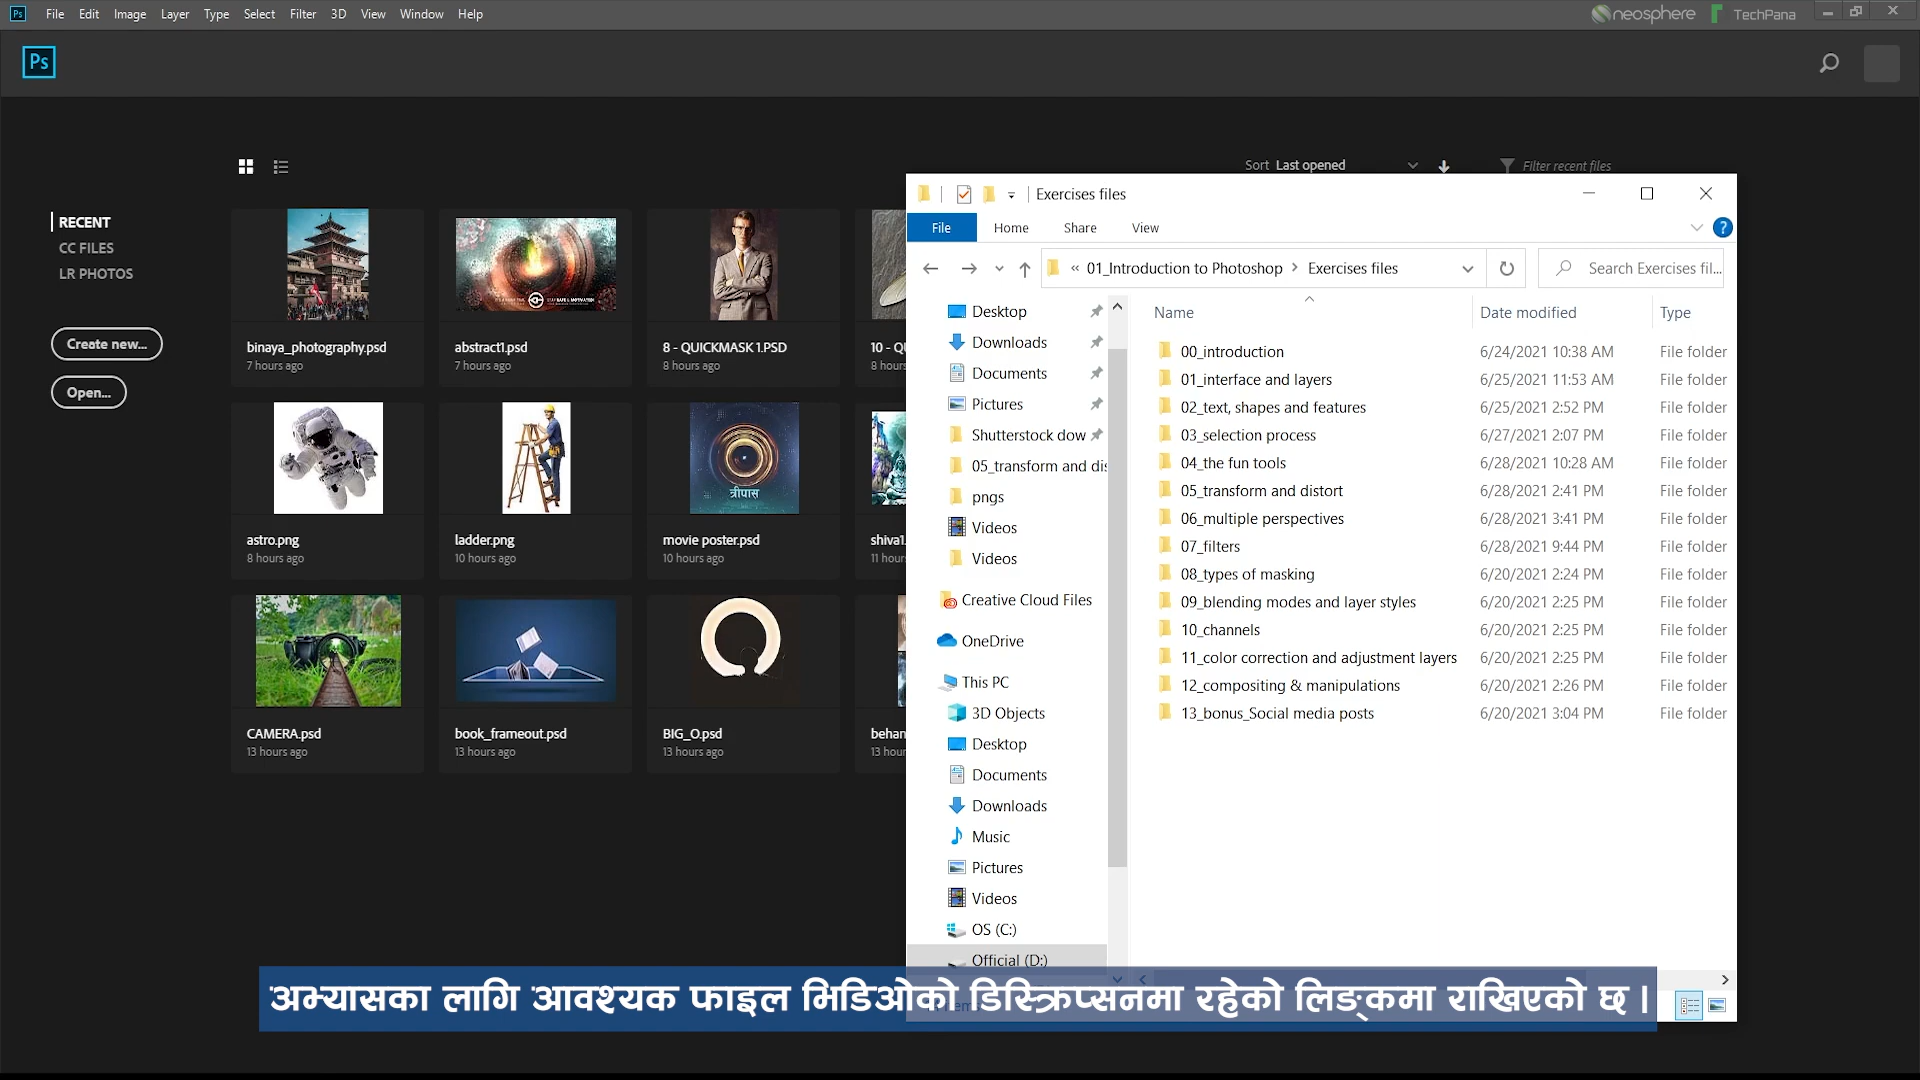 Ps File Edit Image Layer Type Select Filter 3D View Window Help
neosphere TechPana
Ps
Sort Last opened
Filter recent files
RECENT
CC FILES
LR PHOTOS
Create new...
Open...
binaya_photography.psd
7 hours ago
abstract1.psd
7 hours ago
8 - QUICKMASK 1.PSD
8 hours ago
10 - QU
8 hours
astro.png
8 hours ago
ladder.png
10 hours ago
त्रीपास
movie poster.psd
10 hours ago
shiva1.
11 hour
CAMERA.psd
13 hours ago
book_frameout.psd
13 hours ago
BIG_O.psd
13 hours ago
behan
13 hour
Exercises files
File Home Share View
?
« 01_Introduction to Photoshop > Exercises files
Search Exercises fil...
Desktop
Downloads
Documents
Pictures
Shutterstock dow
05_transform and dis
pngs
Videos
Videos
Creative Cloud Files
OneDrive
This PC
3D Objects
Desktop
Documents
Downloads
Music
Pictures
Videos
OS (C:)
Official (D:)
Name Date modified Type
00_introduction 6/24/2021 10:38 AM File folder
01_interface and layers 6/25/2021 11:53 AM File folder
02_text, shapes and features 6/25/2021 2:52 PM File folder
03_selection process 6/27/2021 2:07 PM File folder
04_the fun tools 6/28/2021 10:28 AM File folder
05_transform and distort 6/28/2021 2:41 PM File folder
06_multiple perspectives 6/28/2021 3:41 PM File folder
07_filters 6/28/2021 9:44 PM File folder
08_types of masking 6/20/2021 2:24 PM File folder
09_blending modes and layer styles 6/20/2021 2:25 PM File folder
10_channels 6/20/2021 2:25 PM File folder
11_color correction and adjustment layers 6/20/2021 2:25 PM File folder
12_compositing & manipulations 6/20/2021 2:26 PM File folder
13_bonus_Social media posts 6/20/2021 3:04 PM File folder
अभ्यासका लागि आवश्यक फाइल भिडिओको डिस्क्रिप्सनमा रहेको लिङ्कमा राखिएको छ |